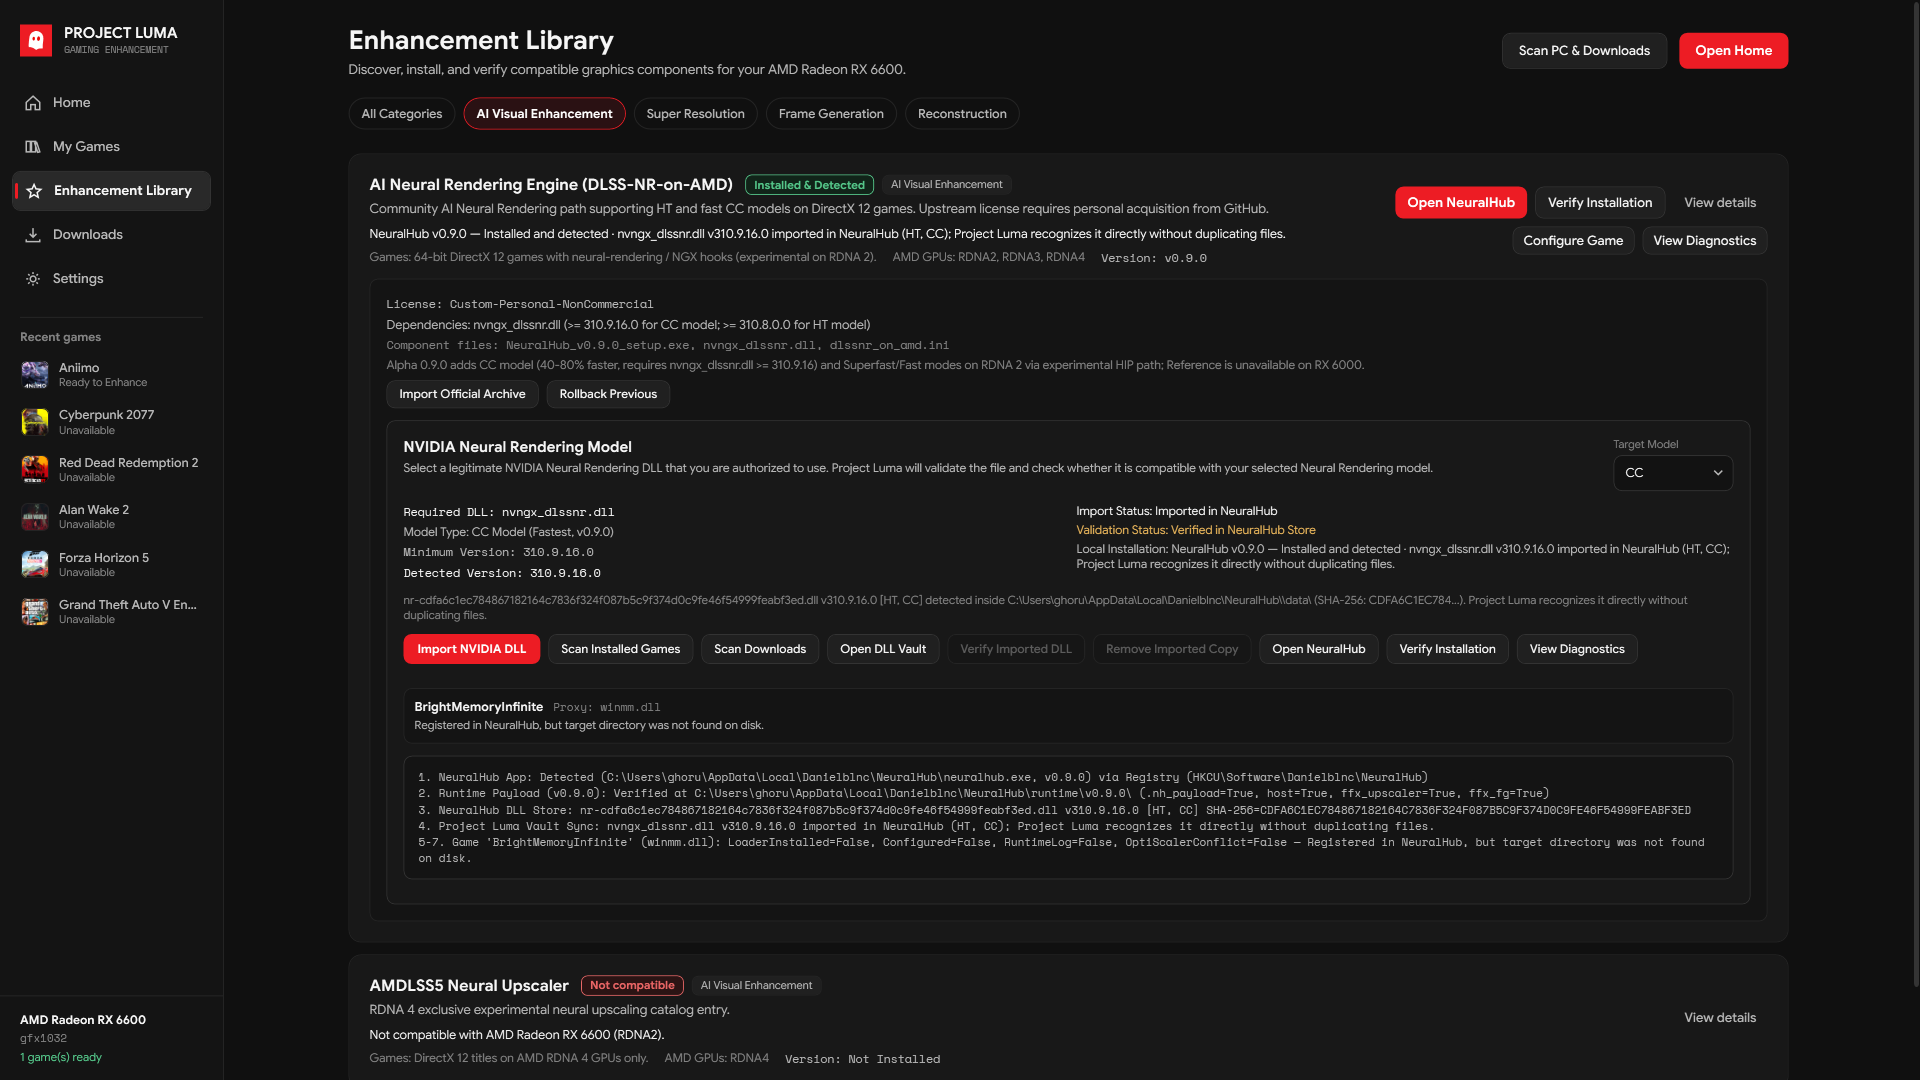 PROJECT LUMA
GAMING ENHANCEMENT
Home
My Games
Enhancement Library
Downloads
Settings
Recent games
Aniimo
Ready to Enhance
Cyberpunk 2077
Unavailable
Red Dead Redemption 2
Unavailable
Alan Wake 2
Unavailable
Forza Horizon 5
Unavailable
Grand Theft Auto V En...
Unavailable
AMD Radeon RX 6600
gfx1032
1 game(s) ready
Enhancement Library
Discover, install, and verify compatible graphics components for your AMD Radeon RX 6600.
Scan PC & Downloads
Open Home
All Categories
AI Visual Enhancement
Super Resolution
Frame Generation
Reconstruction
AI Neural Rendering Engine (DLSS-NR-on-AMD) Installed & Detected AI Visual Enhancement
Community AI Neural Rendering path supporting HT and fast CC models on DirectX 12 games. Upstream license requires personal acquisition from GitHub.
NeuralHub v0.9.0 — Installed and detected · nvngx_dlssnr.dll v310.9.16.0 imported in NeuralHub (HT, CC); Project Luma recognizes it directly without duplicating files.
Games: 64-bit DirectX 12 games with neural-rendering / NGX hooks (experimental on RDNA 2). AMD GPUs: RDNA2, RDNA3, RDNA4 Version: v0.9.0
Open NeuralHub
Verify Installation
View details
Configure Game
View Diagnostics
License: Custom-Personal-NonCommercial
Dependencies: nvngx_dlssnr.dll (>= 310.9.16.0 for CC model; >= 310.8.0.0 for HT model)
Component files: NeuralHub_v0.9.0_setup.exe, nvngx_dlssnr.dll, dlssnr_on_amd.ini
Alpha 0.9.0 adds CC model (40-80% faster, requires nvngx_dlssnr.dll >= 310.9.16) and Superfast/Fast modes on RDNA 2 via experimental HIP path; Reference is unavailable on RX 6000.
Import Official Archive
Rollback Previous
NVIDIA Neural Rendering Model
Select a legitimate NVIDIA Neural Rendering DLL that you are authorized to use. Project Luma will validate the file and check whether it is compatible with your selected Neural Rendering model.
Target Model
CC
Required DLL: nvngx_dlssnr.dll
Model Type: CC Model (Fastest, v0.9.0)
Minimum Version: 310.9.16.0
Detected Version: 310.9.16.0
Import Status: Imported in NeuralHub
Validation Status: Verified in NeuralHub Store
Local Installation: NeuralHub v0.9.0 — Installed and detected · nvngx_dlssnr.dll v310.9.16.0 imported in NeuralHub (HT, CC);
Project Luma recognizes it directly without duplicating files.
nr-cdfa6c1ec784867182164c7836f324f087b5c9f374d0c9fe46f54999feabf3ed.dll v310.9.16.0 [HT, CC] detected inside C:\Users\ghoru\AppData\Local\Danielblnc\NeuralHub\\data\ (SHA-256: CDFA6C1EC784...). Project Luma recognizes it directly without
duplicating files.
Import NVIDIA DLL
Scan Installed Games
Scan Downloads
Open DLL Vault
Verify Imported DLL
Remove Imported Copy
Open NeuralHub
Verify Installation
View Diagnostics
BrightMemoryInfinite Proxy: winmm.dll
Registered in NeuralHub, but target directory was not found on disk.
1. NeuralHub App: Detected (C:\Users\ghoru\AppData\Local\Danielblnc\NeuralHub\neuralhub.exe, v0.9.0) via Registry (HKCU\Software\Danielblnc\NeuralHub)
2. Runtime Payload (v0.9.0): Verified at C:\Users\ghoru\AppData\Local\Danielblnc\NeuralHub\runtime\v0.9.0\ (.nh_payload=True, host=True, ffx_upscaler=True, ffx_fg=True)
3. NeuralHub DLL Store: nr-cdfa6c1ec784867182164c7836f324f087b5c9f374d0c9fe46f54999feabf3ed.dll v310.9.16.0 [HT, CC] SHA-256=CDFA6C1EC784867182164C7836F324F087B5C9F374D0C9FE46F54999FEABF3ED
4. Project Luma Vault Sync: nvngx_dlssnr.dll v310.9.16.0 imported in NeuralHub (HT, CC); Project Luma recognizes it directly without duplicating files.
5-7. Game 'BrightMemoryInfinite' (winmm.dll): LoaderInstalled=False, Configured=False, RuntimeLog=False, OptiScalerConflict=False — Registered in NeuralHub, but target directory was not found
on disk.
AMDLSS5 Neural Upscaler Not compatible AI Visual Enhancement
RDNA 4 exclusive experimental neural upscaling catalog entry.
Not compatible with AMD Radeon RX 6600 (RDNA2).
Games: DirectX 12 titles on AMD RDNA 4 GPUs only. AMD GPUs: RDNA4 Version: Not Installed
View details